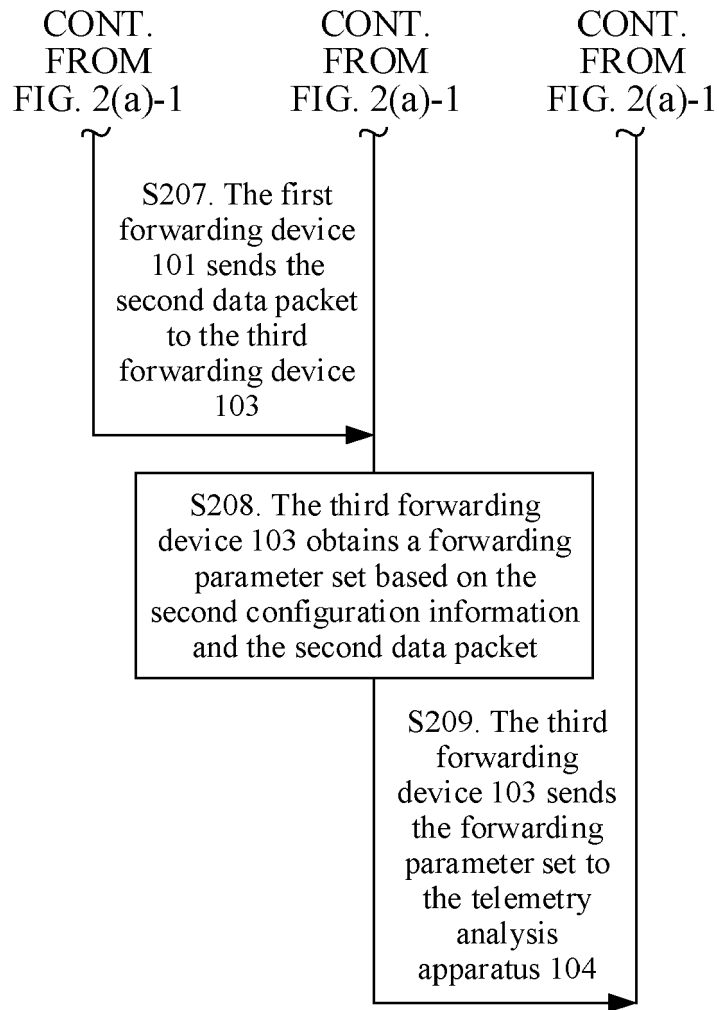 CONT.
FROM
FIG. 2(a)-1
CONT.
FROM
FIG. 2(a)-1
CONT.
FROM
FIG. 2(a)-1
S207. The first
forwarding device
101 sends the
second data packet
to the third
forwarding device
103
S208. The third forwarding
device 103 obtains a forwarding
parameter set based on the
second configuration information
and the second data packet
S209. The third
forwarding
device 103 sends
the forwarding
parameter set to
the telemetry
analysis
apparatus 104